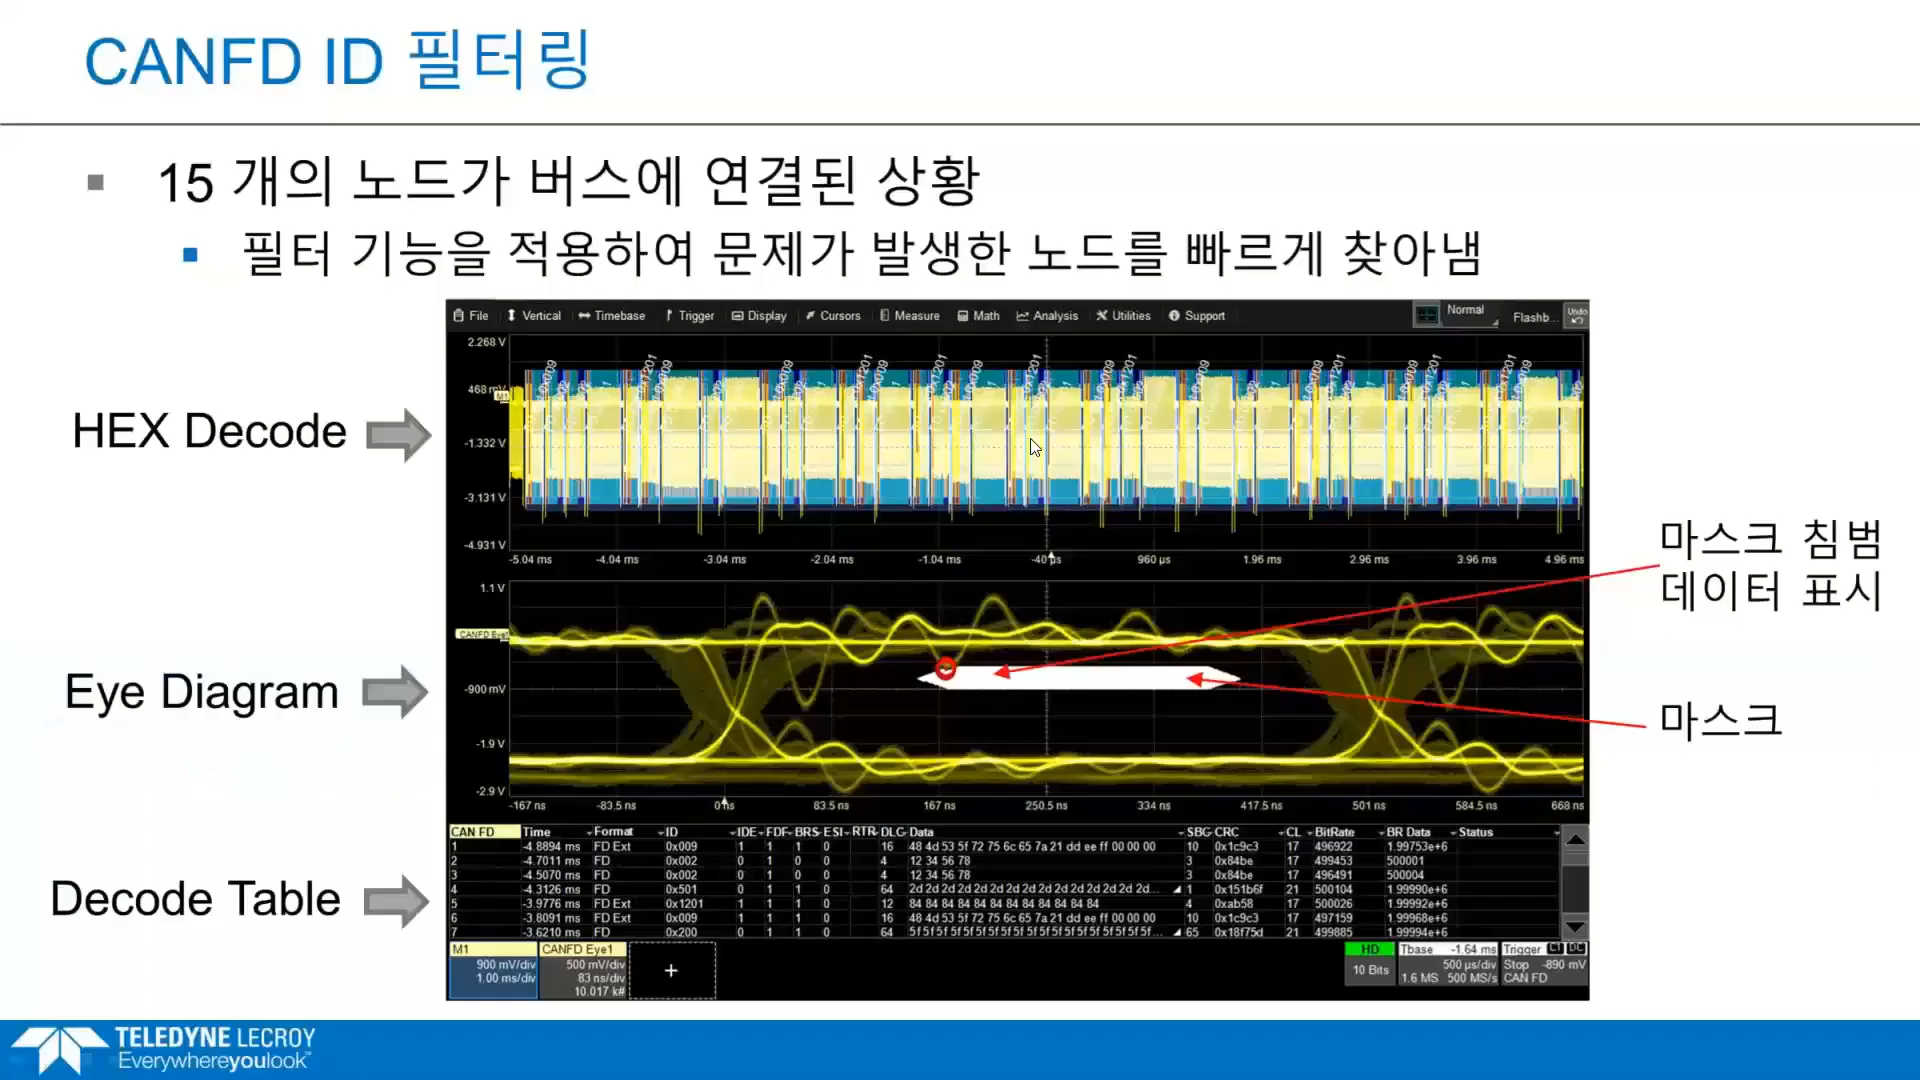 CANFD ID 필터링
15 개의 노드가 버스에 연결된 상황
필터 기능을 적용하여 문제가 발생한 노드를 빠르게 찾아냄
HEX Decode
Eye Diagram
Decode Table
마스크 침범
데이터 표시
마스크
File Vertical Timebase Trigger Display Cursors Measure Math Analysis Utilities Support Normal Flashb... Undo
2.268 V
468 mV
M1
-1.332 V
-3.131 V
-4.931 V
-5.04 ms -4.04 ms -3.04 ms -2.04 ms -1.04 ms -40 µs 960 µs 1.96 ms 2.96 ms 3.96 ms 4.96 ms
1.1 V
CANFD Eye1
-900 mV
-1.9 V
-2.9 V
-167 ns -83.5 ns 0 ns 83.5 ns 167 ns 250.5 ns 334 ns 417.5 ns 501 ns 584.5 ns 668 ns
CAN FD Time Format ID IDE FDF BRS ESI RTR DLC Data SBC CRC CL BitRate BR Data Status
1 -4.8894 ms FD Ext 0x009 1 1 1 0 16 48 4d 53 5f 72 75 6c 65 7a 21 dd ee ff 00 00 00 10 0x1c9c3 17 496922 1.99753e+6
2 -4.7011 ms FD 0x002 0 1 1 0 4 12 34 56 78 3 0x84be 17 499453 500001
3 -4.5070 ms FD 0x002 0 1 1 0 4 12 34 56 78 3 0x84be 17 496491 500004
4 -4.3126 ms FD 0x501 0 1 1 0 64 2d 2d 2d 2d 2d 2d 2d 2d 2d 2d 2d 2d 2d 2d... 1 0x151b6f 21 500104 1.99990e+6
5 -3.9776 ms FD Ext 0x1201 1 1 1 0 12 84 84 84 84 84 84 84 84 84 84 84 84 4 0xab58 17 500026 1.99992e+6
6 -3.8091 ms FD Ext 0x009 1 1 1 0 16 48 4d 53 5f 72 75 6c 65 7a 21 dd ee ff 00 00 00 10 0x1c9c3 17 497159 1.99968e+6
7 -3.6210 ms FD 0x200 0 1 1 0 64 5f 5f 5f 5f 5f 5f 5f 5f 5f 5f 5f 5f 5f 5f 5f... 65 0x18f75d 21 499885 1.99994e+6
M1
900 mV/div
1.00 ms/div
CANFD Eye1
500 mV/div
83 ns/div
10.017 k#
+
HD
10 Bits
Tbase -1.64 ms
500 µs/div
1.6 MS 500 MS/s
Trigger C1 DC
Stop -890 mV
CAN FD
TELEDYNE LECROY
Everywhereyoulook™